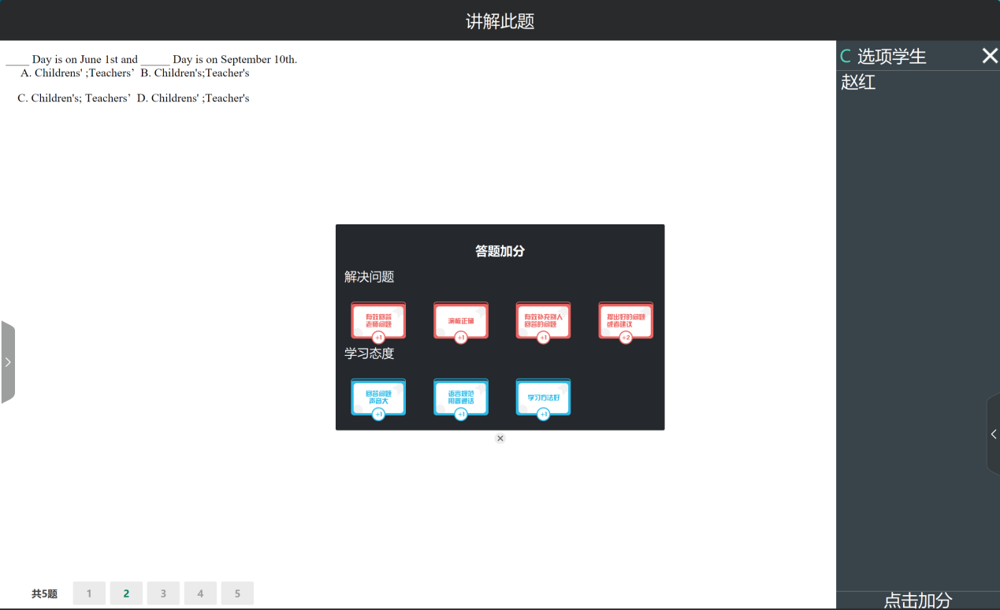 讲解此题
____ Day is on June 1st and _____ Day is on September 10th.
A. Childrens' ;Teachers’ B. Children's;Teacher's
C. Children's; Teachers’ D. Childrens' ;Teacher's
C 选项学生
赵红
答题加分
解决问题
有效回答
老师问题
+1
演板正确
+1
有效补充别人
回答的问题
+1
提出好的问题
或者建议
+2
学习态度
回答问题
声音大
+1
语言规范
用普通话
+1
学习方法好
+1
共5题 1 2 3 4 5
点击加分